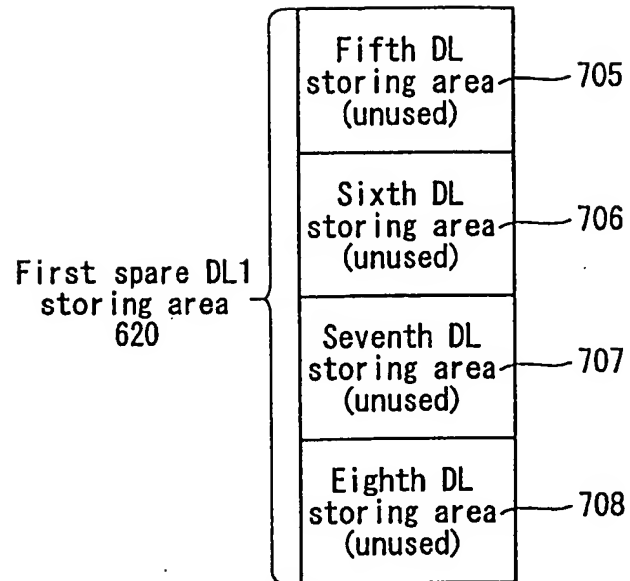 Fifth DL
storing area
(unused)
705
Sixth DL
storing area
(unused)
706
First spare DL1
storing area
620
Seventh DL
storing area
(unused)
707
Eighth DL
storing area
(unused)
708